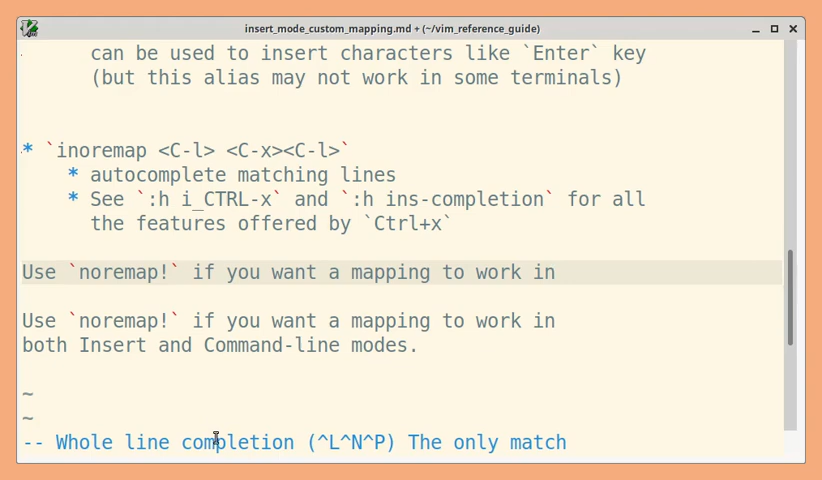 insert_mode_custom_mapping.md + (~/vim_reference_guide)
can be used to insert characters like `Enter` key
(but this alias may not work in some terminals)
* `inoremap <C-l> <C-x><C-l>`
* autocomplete matching lines
* See `:h i_CTRL-x` and `:h ins-completion` for all
the features offered by `Ctrl+x`
Use `noremap!` if you want a mapping to work in
Use `noremap!` if you want a mapping to work in
both Insert and Command-line modes.
~
~
-- Whole line completion (^L^N^P) The only match